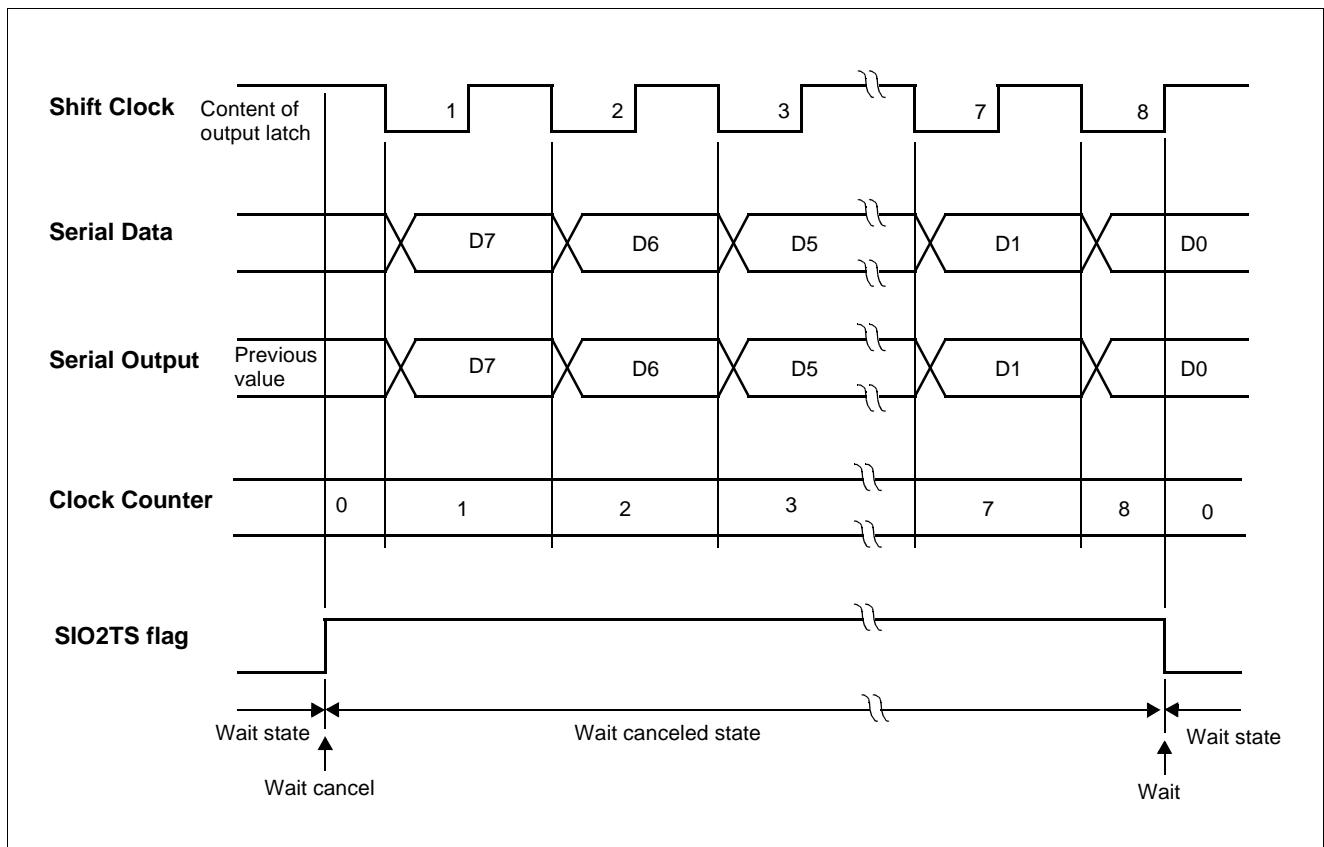 Shift Clock
Content of
output latch
1 2 3 7 8
Serial Data
D7 D6 D5 D1 D0
Serial Output
Previous
value
D7 D6 D5 D1 D0
Clock Counter
0 1 2 3 7 8 0
SIO2TS flag
Wait state Wait canceled state Wait state
Wait cancel Wait